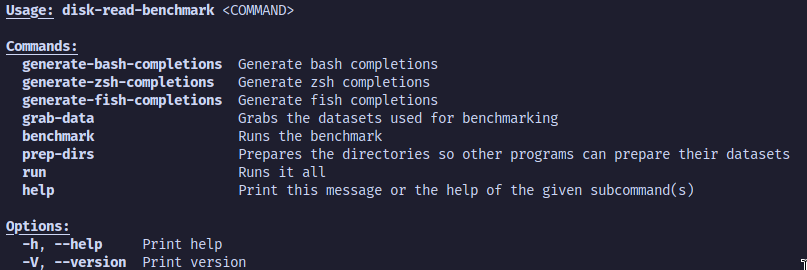 Usage: disk-read-benchmark <COMMAND>
Commands:
generate-bash-completions  Generate bash completions
generate-zsh-completions   Generate zsh completions
generate-fish-completions  Generate fish completions
grab-data                  Grabs the datasets used for benchmarking
benchmark                  Runs the benchmark
prep-dirs                  Prepares the directories so other programs can prepare their datasets
run                        Runs it all
help                       Print this message or the help of the given subcommand(s)
Options:
-h, --help     Print help
-V, --version  Print version